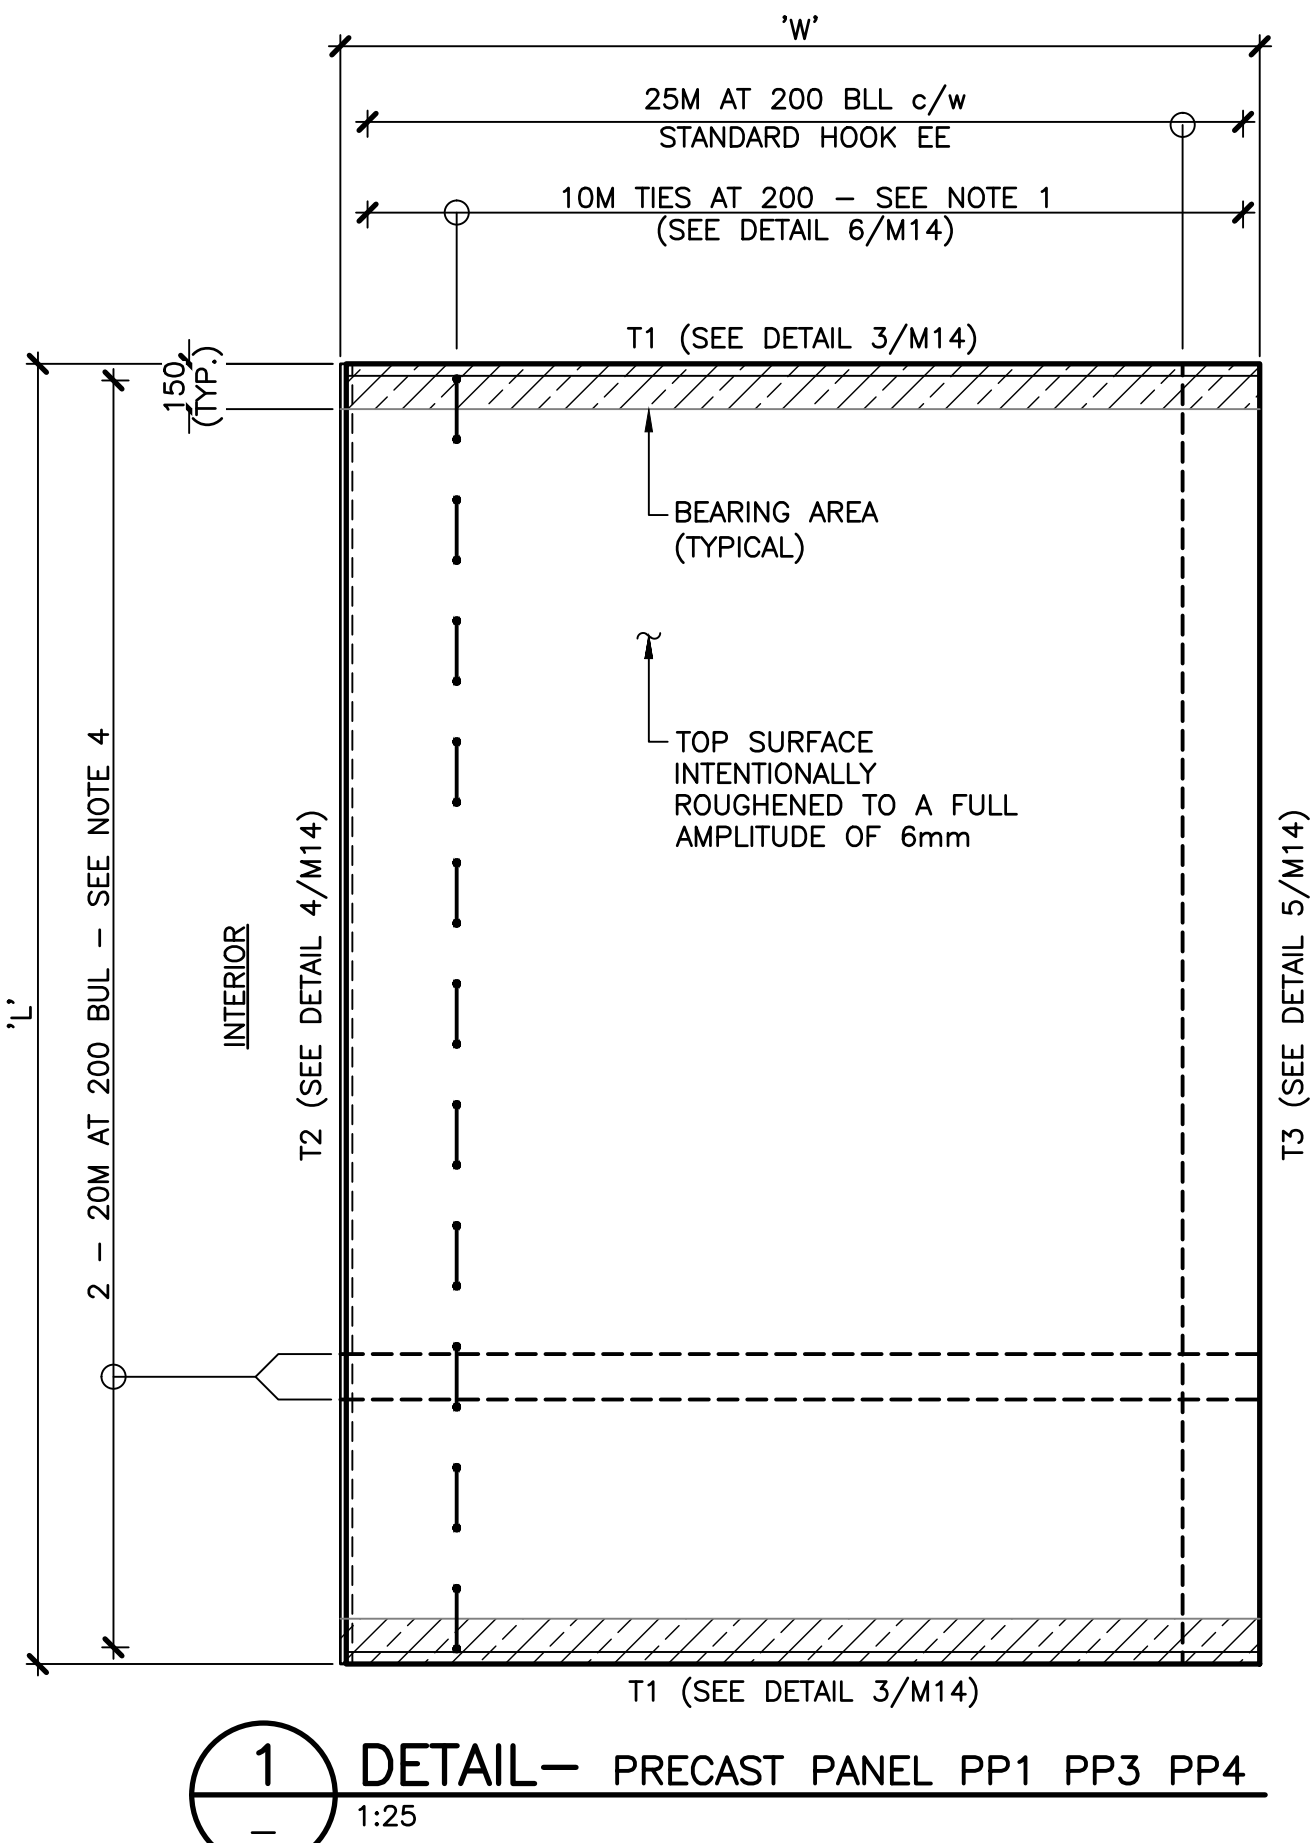 'W'
25M AT 200 BLL c/w
STANDARD HOOK EE
10M TIES AT 200 – SEE NOTE 1
(SEE DETAIL 6/M14)
T1 (SEE DETAIL 3/M14)
150
(TYP.)
BEARING AREA
(TYPICAL)
TOP SURFACE
INTENTIONALLY
ROUGHENED TO A FULL
AMPLITUDE OF 6mm
'L'
2 – 20M AT 200 BUL – SEE NOTE 4
INTERIOR
T2 (SEE DETAIL 4/M14)
T3 (SEE DETAIL 5/M14)
T1 (SEE DETAIL 3/M14)
1
–
DETAIL– PRECAST PANEL PP1 PP3 PP4
1:25